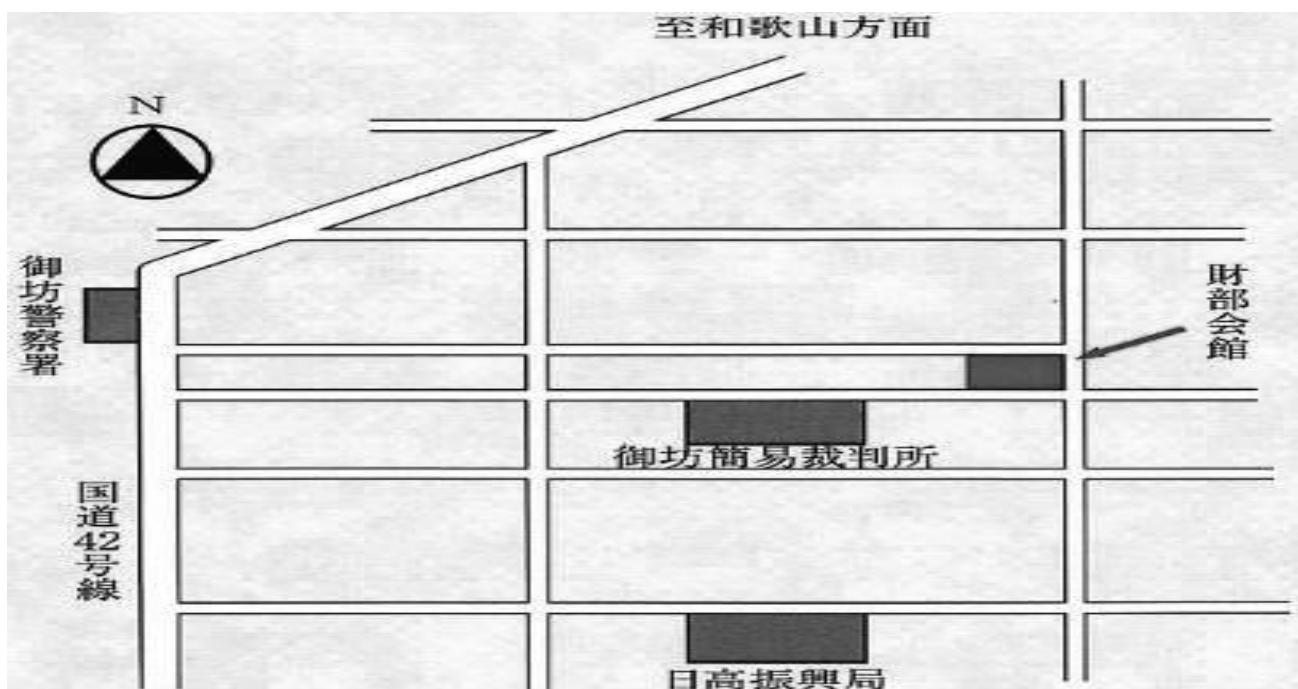 至和歌山方面
N
御坊警察署
財部会館
御坊簡易裁判所
国道42号線
日高振興局